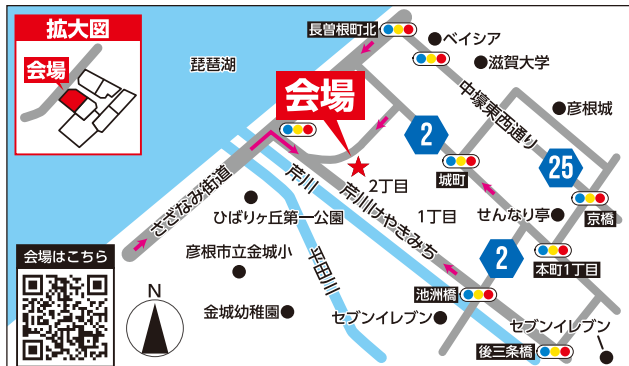 拡大図
会場
琵琶湖
長曽根町北
ベイシア
滋賀大学
中壕東西通り
彦根城
会場
2
25
城町
2丁目
芹川
さざなみ街道
ひばりヶ丘第一公園
芹川けやきみち
1丁目
せんなり亭
京橋
2
本町1丁目
会場はこちら
彦根市立金城小
平田川
池洲橋
N
金城幼稚園
セブンイレブン
セブンイレブン
後三条橋